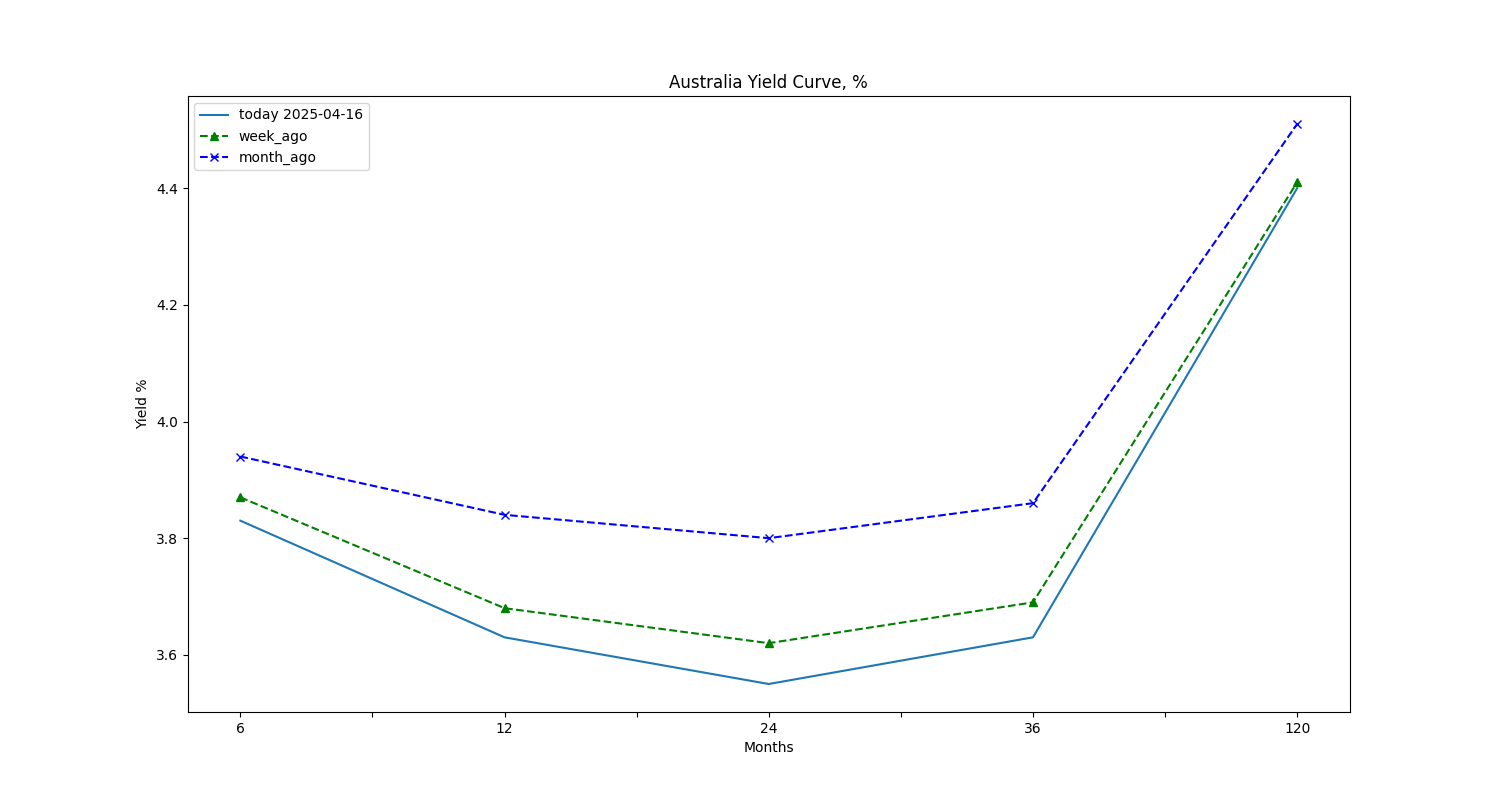 Australia Yield Curve, %
today 2025-04-16
week_ago
month_ago
4.4
4.2
4.0
3.8
3.6
Yield %
6 12 24 36 120
Months